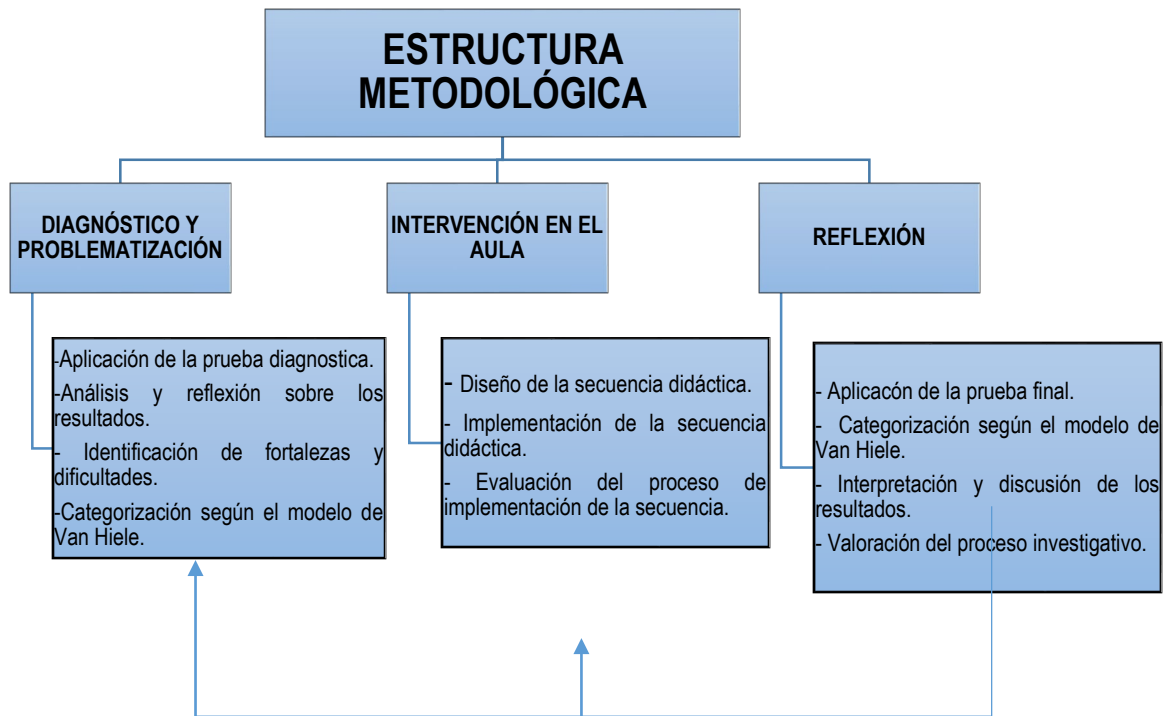 ESTRUCTURA
METODOLÓGICA
DIAGNÓSTICO Y
PROBLEMATIZACIÓN
-Aplicación de la prueba diagnostica.
-Análisis y reflexión sobre los
resultados.
- Identificación de fortalezas y
dificultades.
-Categorización según el modelo de
Van Hiele.
INTERVENCIÓN EN EL
AULA
- Diseño de la secuencia didáctica.
- Implementación de la secuencia
didáctica.
- Evaluación del proceso de
implementación de la secuencia.
REFLEXIÓN
- Aplicacón de la prueba final.
- Categorización según el modelo de
Van Hiele.
- Interpretación y discusión de los
resultados.
- Valoración del proceso investigativo.